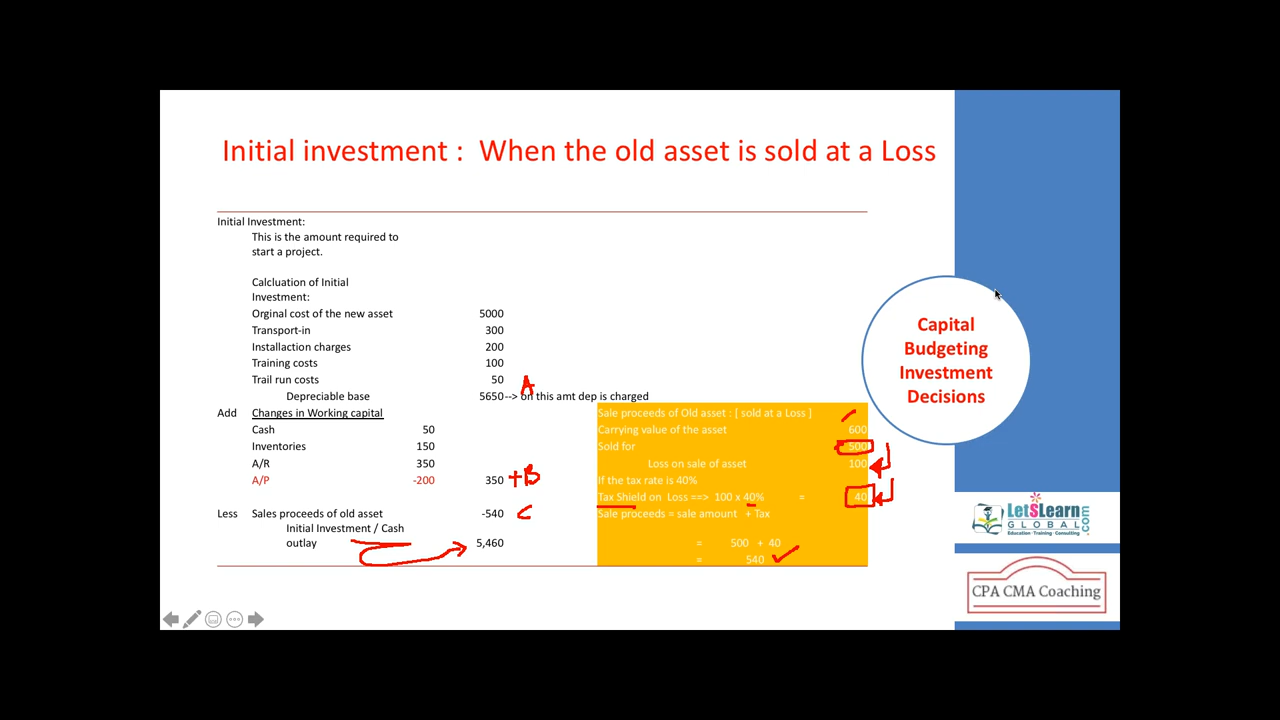 Initial investment : When the old asset is sold at a Loss
Initial Investment:
This is the amount required to
start a project.
Calcluation of Initial
Investment:
Orginal cost of the new asset 5000
Transport-in 300
Installaction charges 200
Training costs 100
Trail run costs 50 A
Depreciable base 5650--> on this amt dep is charged
Add Changes in Working capital
Cash 50
Inventories 150
A/R 350
A/P -200 350 +B
Less Sales proceeds of old asset -540 C
Initial Investment / Cash
outlay 5,460
Sale proceeds of Old asset : [ sold at a Loss ]
Carrying value of the asset 600
Sold for 500
Loss on sale of asset 100
If the tax rate is 40%
Tax Shield on Loss ==> 100 x 40% = 40
Sale proceeds = sale amount + Tax
= 500 + 40
= 540
Capital
Budgeting
Investment
Decisions
LetSLearn
GLOBAL.com
Education · Training · Consulting
CPA CMA Coaching